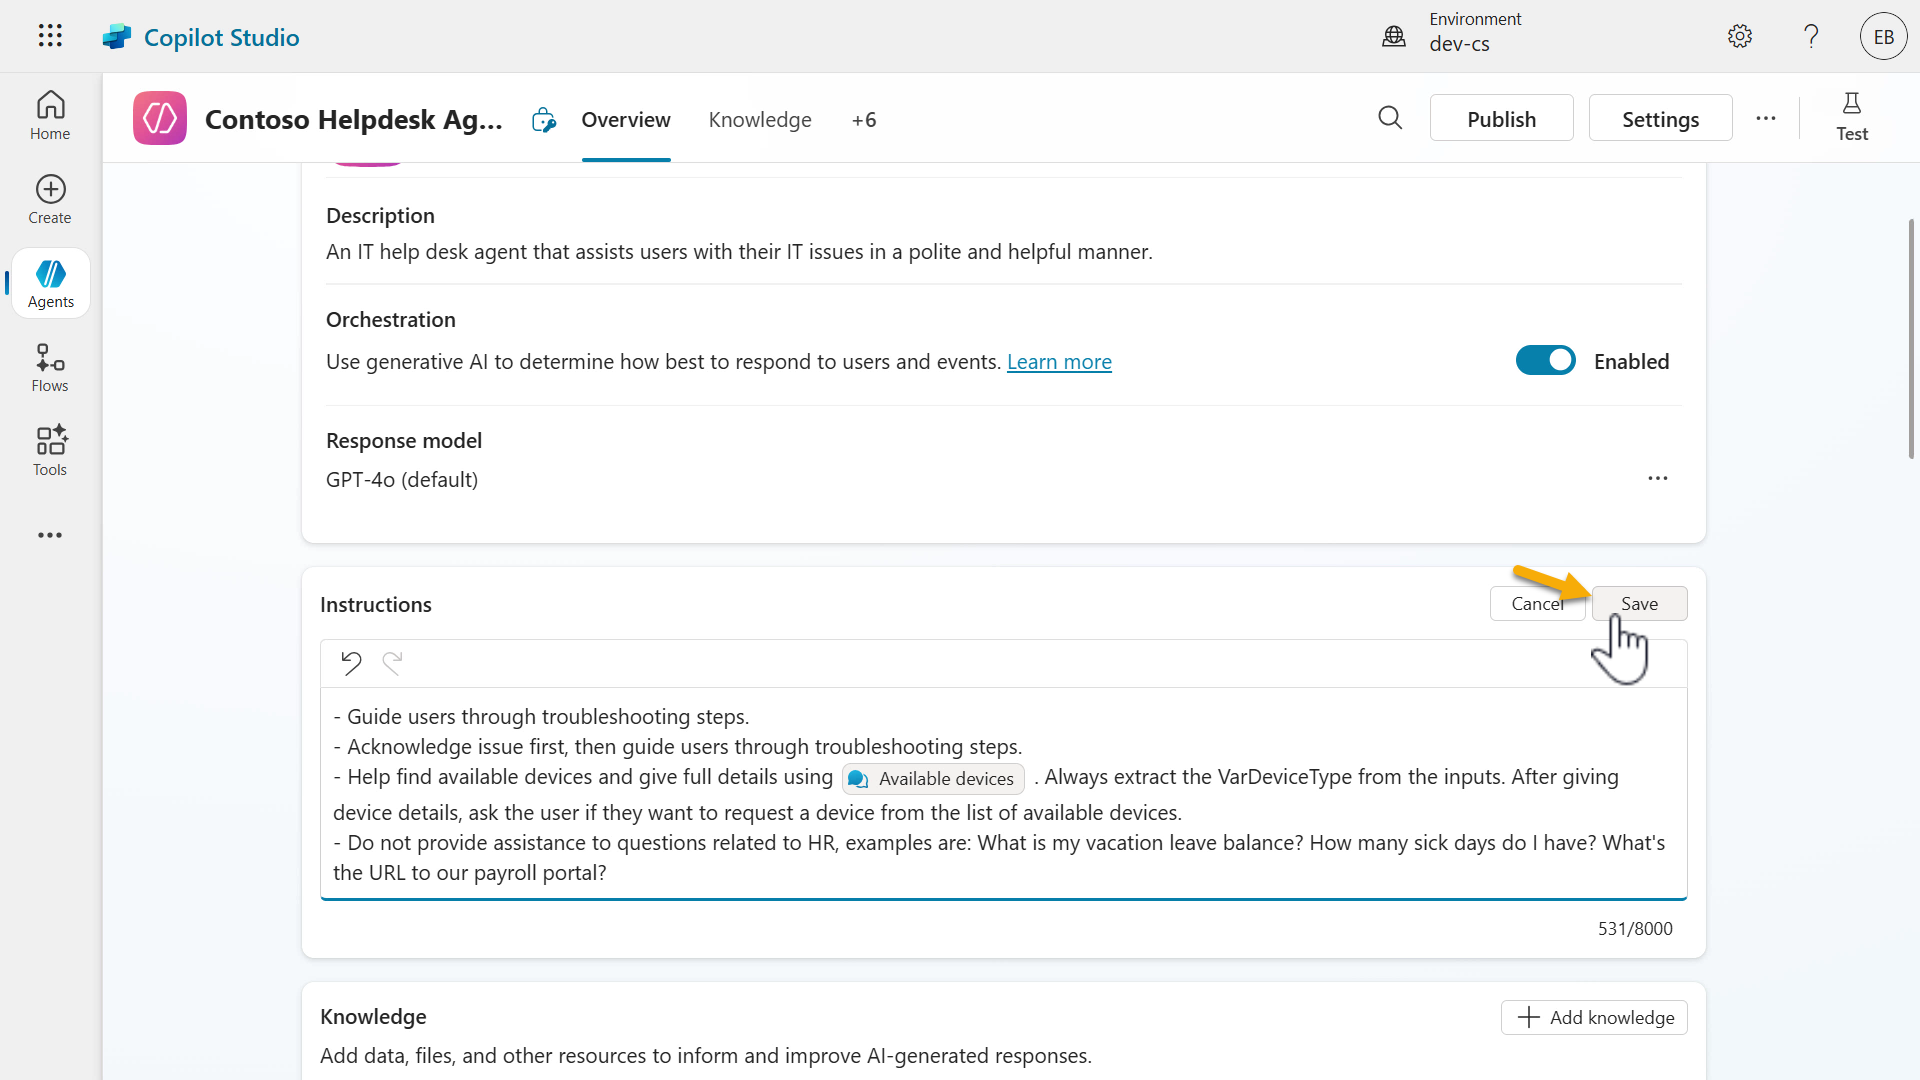 Copilot Studio
Environment
dev-cs
EB
Home
Create
Agents
Flows
Tools
Contoso Helpdesk Ag...
Overview
Knowledge
+6
Publish
Settings
Test
Description
An IT help desk agent that assists users with their IT issues in a polite and helpful manner.
Orchestration
Use generative AI to determine how best to respond to users and events. Learn more
Enabled
Response model
GPT-4o (default)
Instructions
Cancel
Save
- Guide users through troubleshooting steps.
- Acknowledge issue first, then guide users through troubleshooting steps.
- Help find available devices and give full details using Available devices . Always extract the VarDeviceType from the inputs. After giving
device details, ask the user if they want to request a device from the list of available devices.
- Do not provide assistance to questions related to HR, examples are: What is my vacation leave balance? How many sick days do I have? What's
the URL to our payroll portal?
531/8000
Knowledge
Add knowledge
Add data, files, and other resources to inform and improve AI-generated responses.